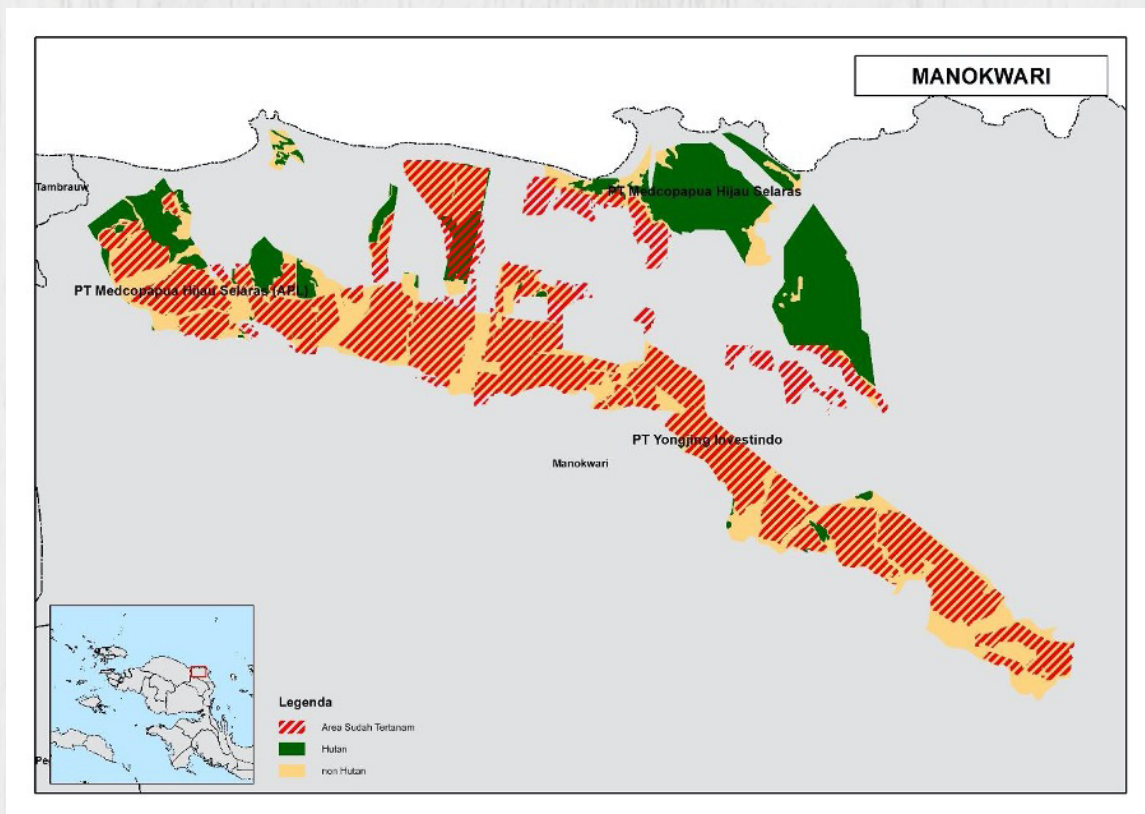 MANOKWARI
Tambrauw
PT Medcopapua Hijau Selaras
PT Medcopapua Hijau Selaras (APL)
PT Yongjing Investindo
Manokwari
Legenda
Area Sudah Tertanam
Hutan
non Hutan
Pe